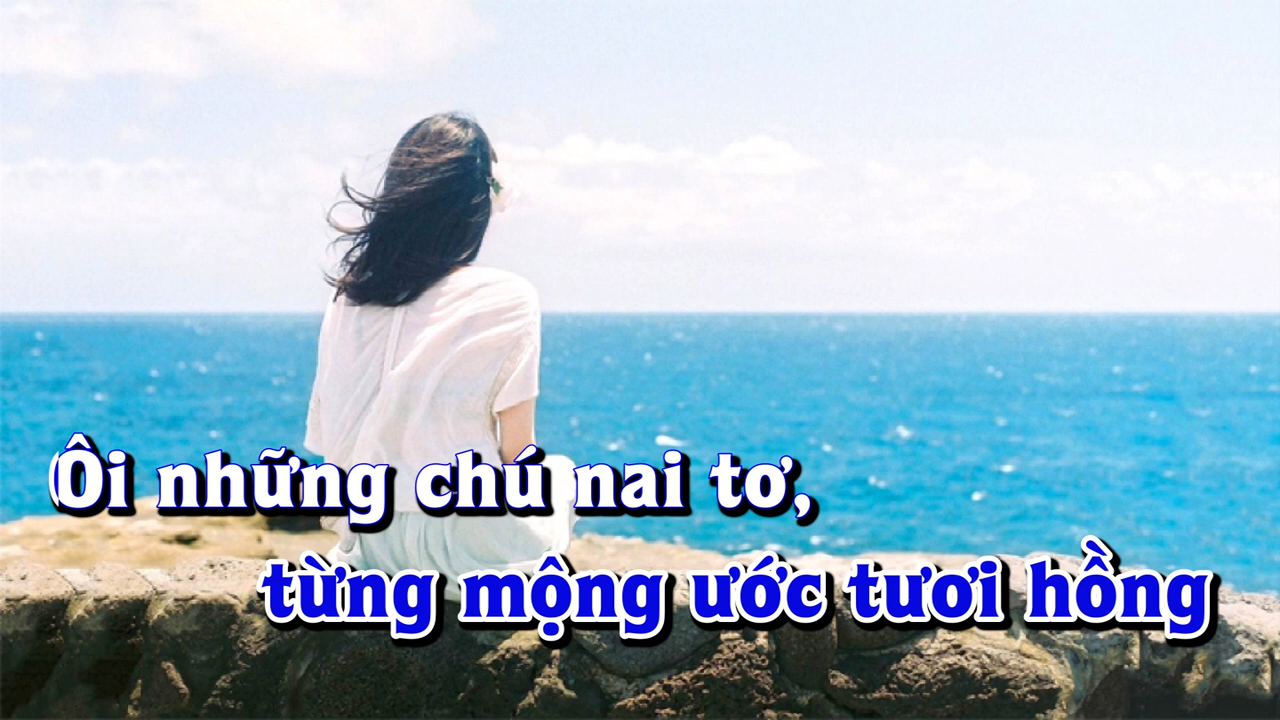 Ôi những chú nai tơ,
từng mộng ước tươi hồng